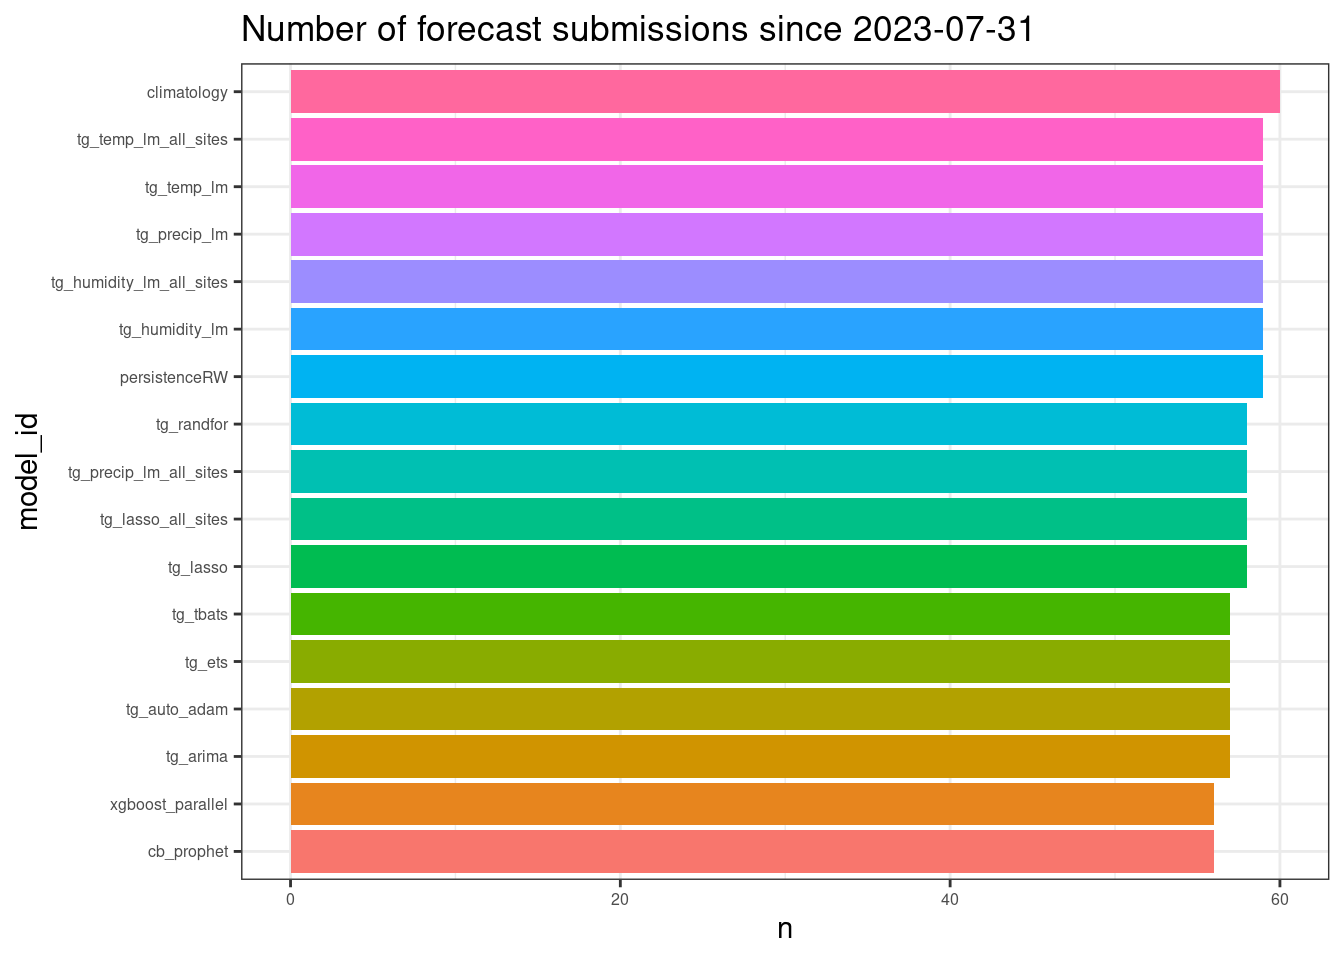 Number of forecast submissions since 2023-07-31
climatology
tg_temp_lm_all_sites
tg_temp_lm
tg_precip_lm
tg_humidity_lm_all_sites
tg_humidity_lm
persistenceRW
tg_randfor
tg_precip_lm_all_sites
tg_lasso_all_sites
tg_lasso
tg_tbats
tg_ets
tg_auto_adam
tg_arima
xgboost_parallel
cb_prophet
model_id
0 20 40 60
n